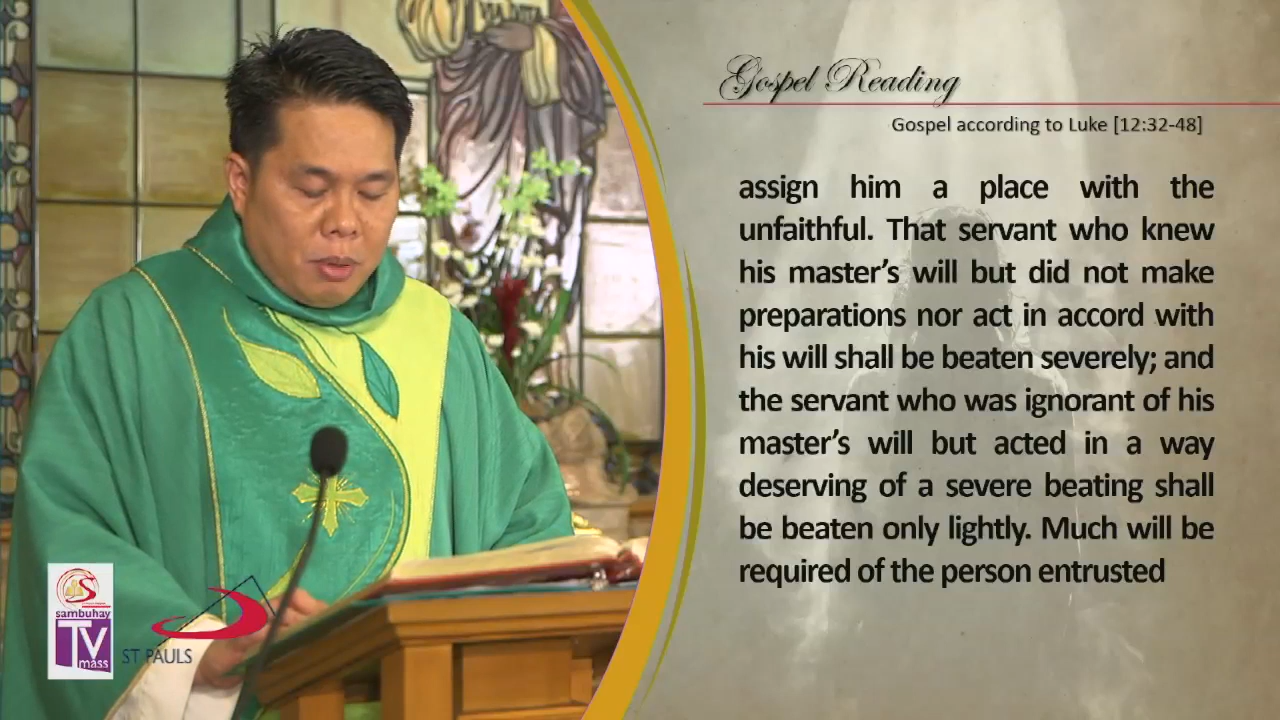 Gospel Reading
Gospel according to Luke [12:32-48]
assign him a place with the
unfaithful. That servant who knew
his master's will but did not make
preparations nor act in accord with
his will shall be beaten severely; and
the servant who was ignorant of his
master's will but acted in a way
deserving of a severe beating shall
be beaten only lightly. Much will be
required of the person entrusted
sambuhay
TV
mass
ST PAULS